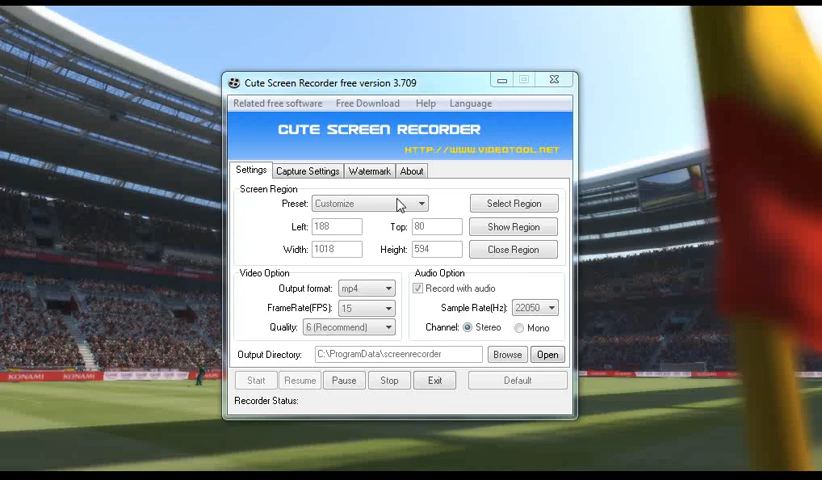 Cute Screen Recorder free version 3.709
Related free software Free Download Help Language
CUTE SCREEN RECORDER
HTTP://WWW.VIDEOTOOL.NET
Settings Capture Settings Watermark About
Screen Region
Preset: Customize Select Region
Left: 188 Top: 80 Show Region
Width: 1018 Height: 594 Close Region
Video Option Audio Option
Output format: mp4 Record with audio
FrameRate(FPS): 15 Sample Rate(Hz): 22050
Quality: 6 (Recommend) Channel: Stereo Mono
Output Directory: C:\ProgramData\screenrecorder Browse Open
Start Resume Pause Stop Exit Default
Recorder Status:
KONAMI KONAMI KONAMI